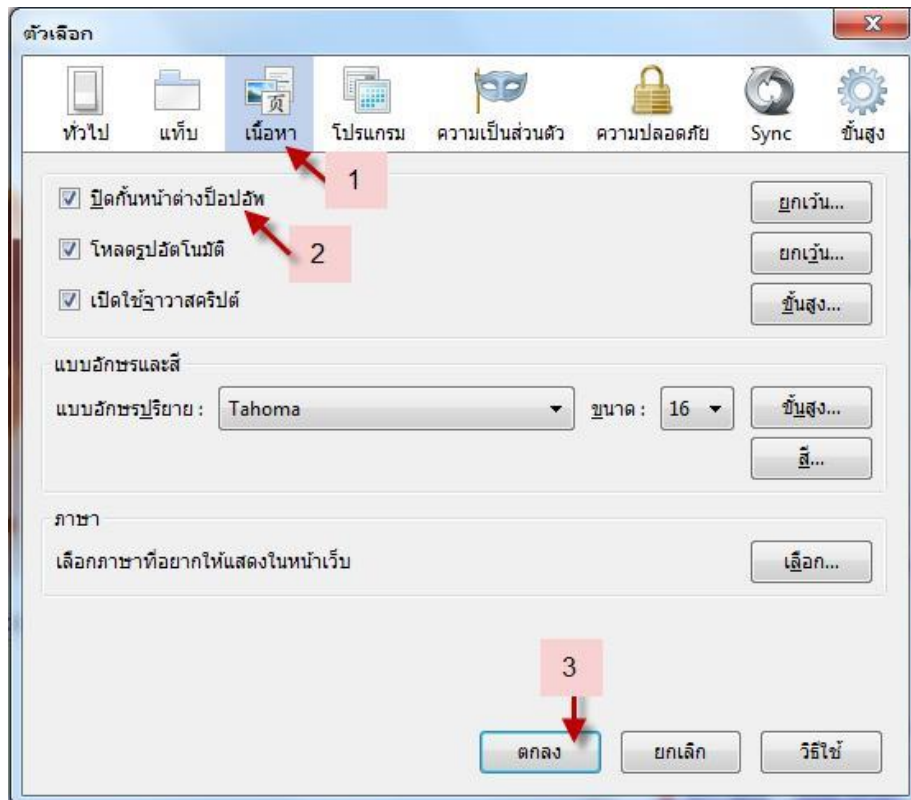 ตัวเลือก
ทั่วไป แท็บ เนื้อหา โปรแกรม ความเป็นส่วนตัว ความปลอดภัย Sync ขั้นสูง
1
ปิดกั้นหน้าต่างป็อปอัพ ยกเว้น...
2
โหลดรูปอัตโนมัติ ยกเว้น...
เปิดใช้จาวาสคริปต์ ขั้นสูง...
แบบอักษรและสี
แบบอักษรปริยาย : Tahoma ขนาด : 16 ขั้นสูง...
สี...
ภาษา
เลือกภาษาที่อยากให้แสดงในหน้าเว็บ เลือก...
3
ตกลง ยกเลิก วิธีใช้